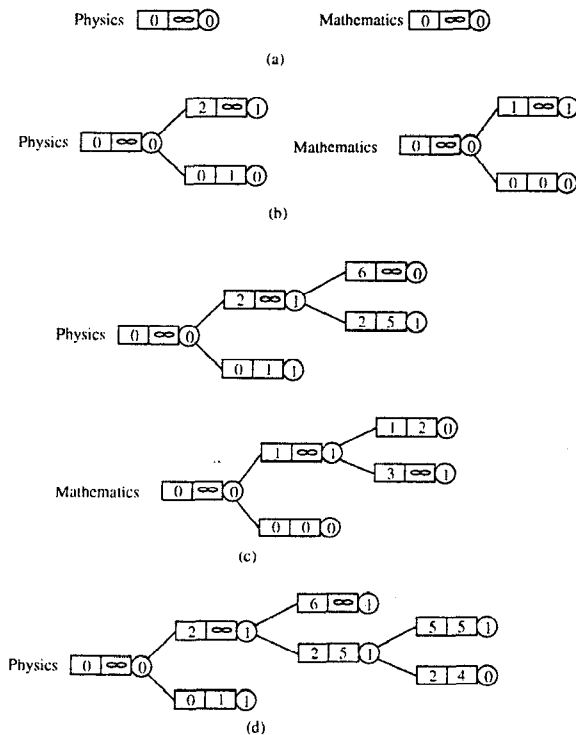 Physics 0 ∞ 0 Mathematics 0 ∞ 0
(a)
2 ∞ 1 1 ∞ 1
Physics 0 ∞ 0 Mathematics 0 ∞ 0
0 1 0 0 0 0
(b)
6 ∞ 0
2 ∞ 1
2 5 1
Physics 0 ∞ 0
0 1 1
1 2 0
1 ∞ 1
3 ∞ 1
Mathematics 0 ∞ 0
0 0 0
(c)
6 ∞ 1
2 ∞ 1 5 5 1
2 5 1
Physics 0 ∞ 0 2 4 0
0 1 1
(d)